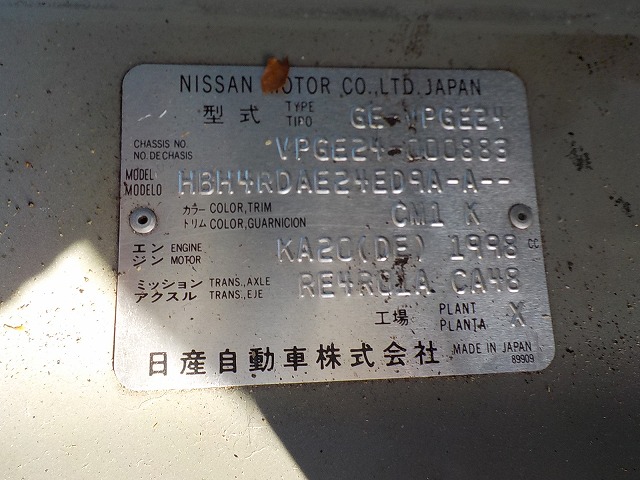 NISSAN MOTOR CO.,LTD. JAPAN
型式 TYPE TIPO GE-VPGE24
CHASSIS NO. NO. DE CHASIS VPGE24-000883
MODEL MODELO HBH4RDAE24ED9A-A--
カラー COLOR,TRIM
トリム COLOR,GUARNICION CM1 K
エンジン ENGINE MOTOR KA20(DE) 1998 CC
ミッション TRANS.,AXLE
アクスル TRANS.,EJE RE4R01A CA48
工場 PLANT PLANTA X
日産自動車株式会社 MADE IN JAPAN
89909